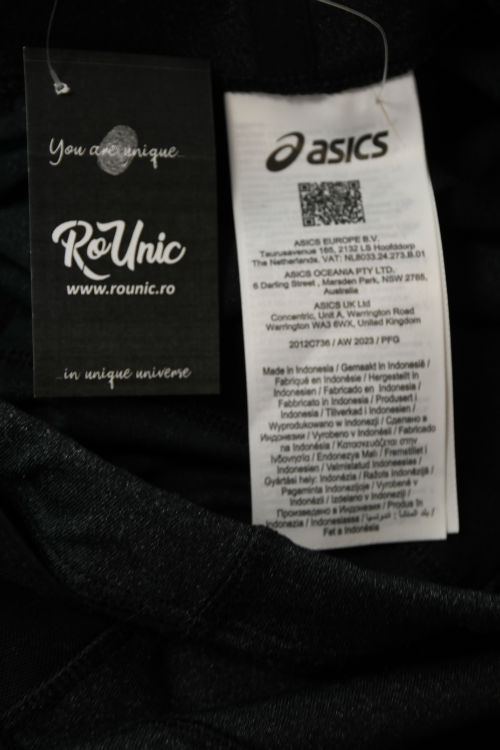 You are unique
RoUnic
www.rounic.ro
in unique universe
asics
ASICS EUROPE B.V.
Taurusavenue 165, 2132 LS Hoofddorp
The Netherlands. VAT: NL8033.24.273.B.01
ASICS OCEANIA PTY LTD,
6 Darling Street , Marsden Park, NSW 2765,
Australia
ASICS UK Ltd
Concentric, Unit A, Warrington Road
Warrington WA3 6WX, United Kingdom
2012C736 / AW 2023 / PFG
Made in Indonesia / Gemaakt in Indonesië /
Fabriqué en Indonésie / Hergestellt in
Indonesien / Fabricado en Indonesia /
Fabbricato in Indonesia / Produsert i
Indonesia / Tillverkad i Indonesien /
Wyprodukowano w Indonezji / Сделано в
Индонезии / Vyrobeno v Indonésii / Fabricado
na Indonésia / Κατασκευάζεται στην
Ινδονησία / Endonezya Malı / Fremstillet i
Indonesien / Valmistatud Indoneesias /
Gyártási hely: Indonézia / Ražots Indonēzijā /
Pagaminta Indonezijoje / Vyrobené v
Indonézii / Izdelano v Indoneziji /
Произведено в Индонезия / Produs în
Indonezia / Indonesiassa /
Fet a Indonèsia